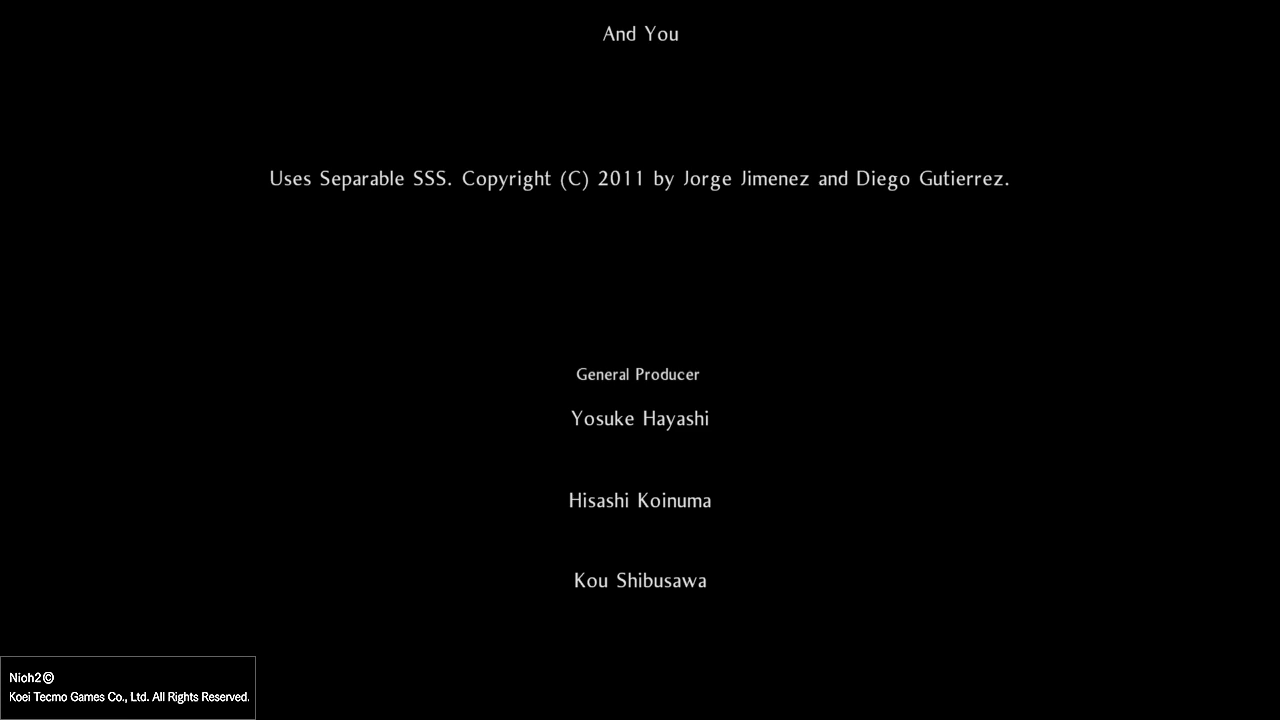 And You
Uses Separable SSS. Copyright (C) 2011 by Jorge Jimenez and Diego Gutierrez.
General Producer
Yosuke Hayashi
Hisashi Koinuma
Kou Shibusawa
Nioh2©
Koei Tecmo Games Co., Ltd. All Rights Reserved.